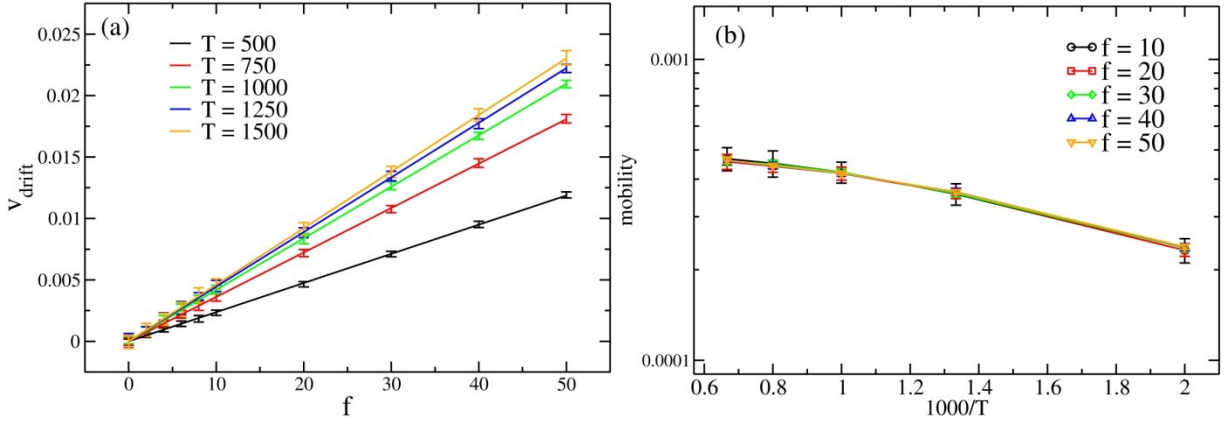 (a)
T = 500
T = 750
T = 1000
T = 1250
T = 1500
0.025
0.02
0.015
0.01
0.005
0
v_drift
0 10 20 30 40 50
f
(b)
f = 10
f = 20
f = 30
f = 40
f = 50
0.001
0.0001
mobility
0.6 0.8 1 1.2 1.4 1.6 1.8 2
1000/T